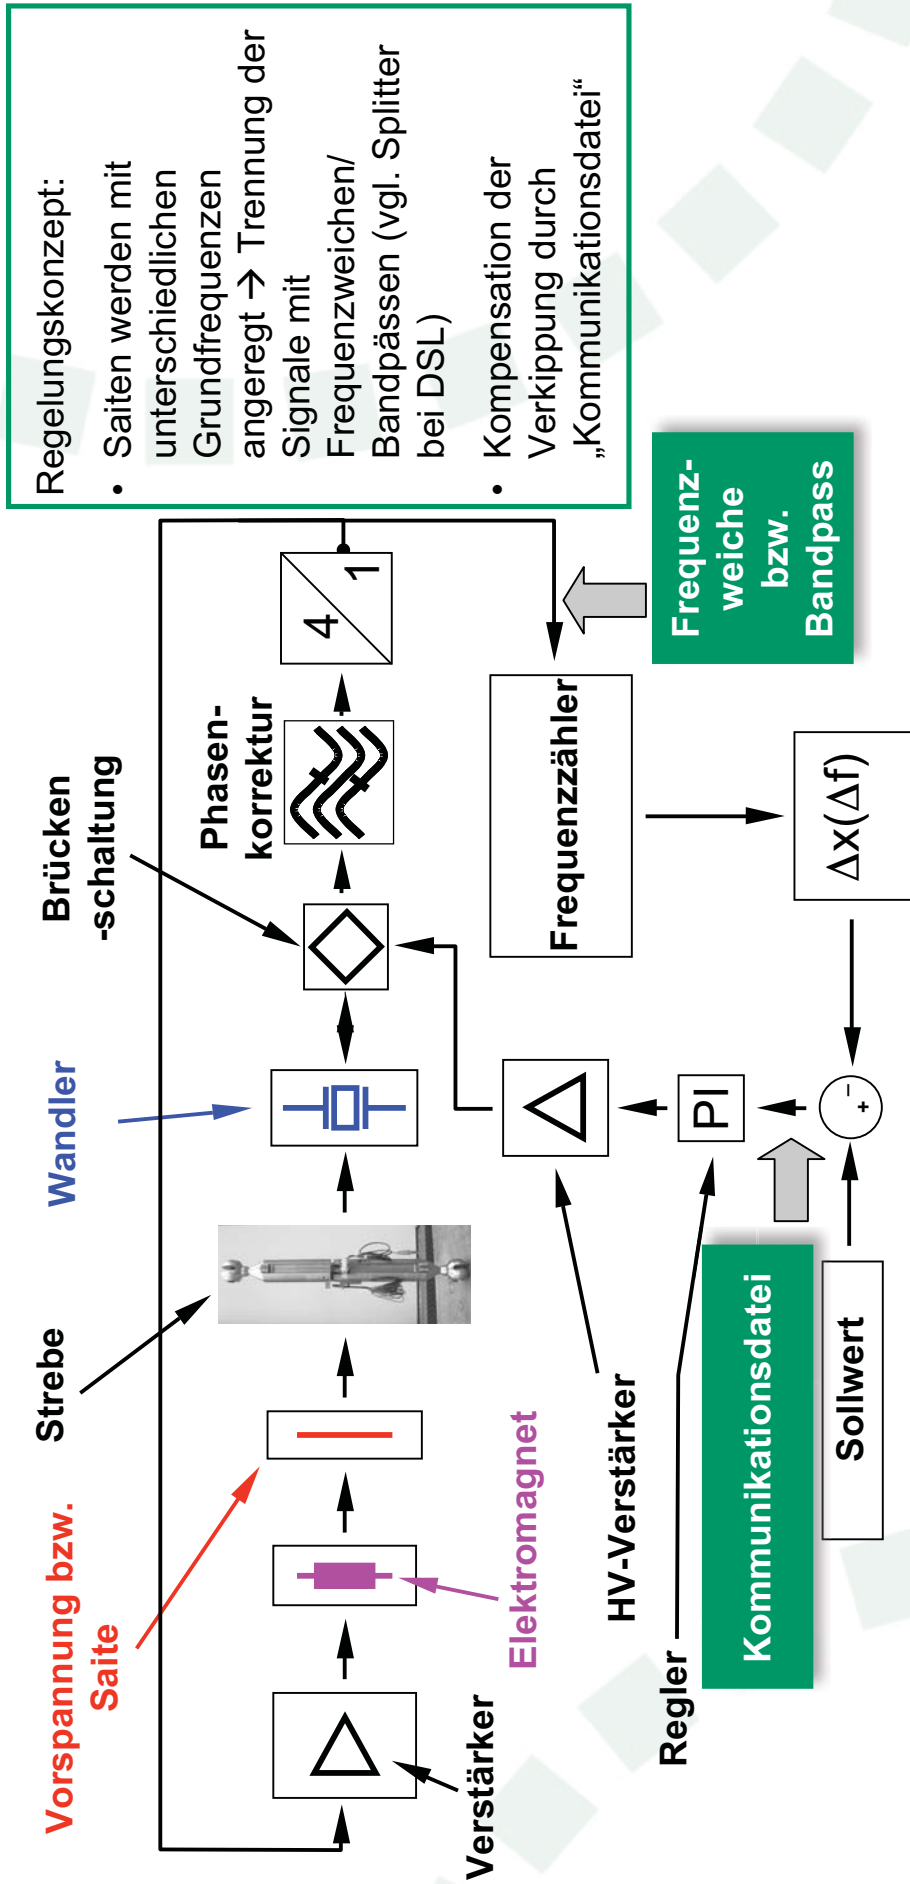 Vorspannung bzw.
Saite
Strebe
Wandler
Brücken
-schaltung
Phasen-
korrektur
4
1
Verstärker
Elektromagnet
HV-Verstärker
Regler
PI
Frequenzzähler
Δx(Δf)
+
−
Kommunikationsdatei
Sollwert
Frequenz-
weiche
bzw.
Bandpass
Regelungskonzept:
• Saiten werden mit
unterschiedlichen
Grundfrequenzen
angeregt → Trennung der
Signale mit
Frequenzweichen/
Bandpässen (vgl. Splitter
bei DSL)
• Kompensation der
Verkippung durch
„Kommunikationsdatei“